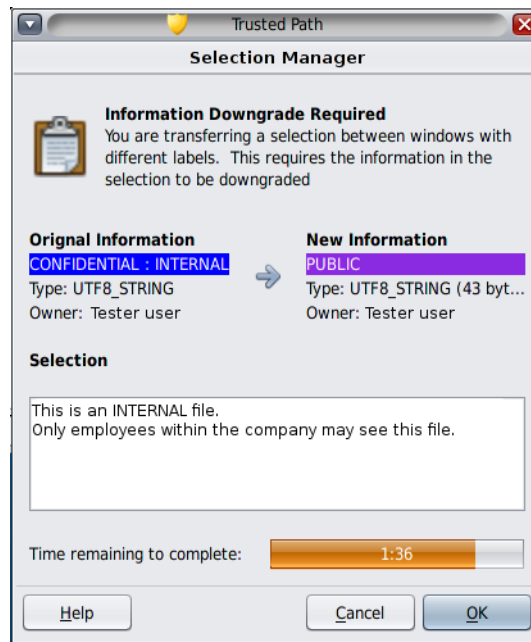 Trusted Path
Selection Manager
Information Downgrade Required
You are transferring a selection between windows with
different labels.  This requires the information in the
selection to be downgraded
Orignal Information
CONFIDENTIAL : INTERNAL
Type: UTF8_STRING
Owner: Tester user
New Information
PUBLIC
Type: UTF8_STRING (43 byt...
Owner: Tester user
Selection
This is an INTERNAL file.
Only employees within the company may see this file.
Time remaining to complete:
1:36
Help
Cancel
OK